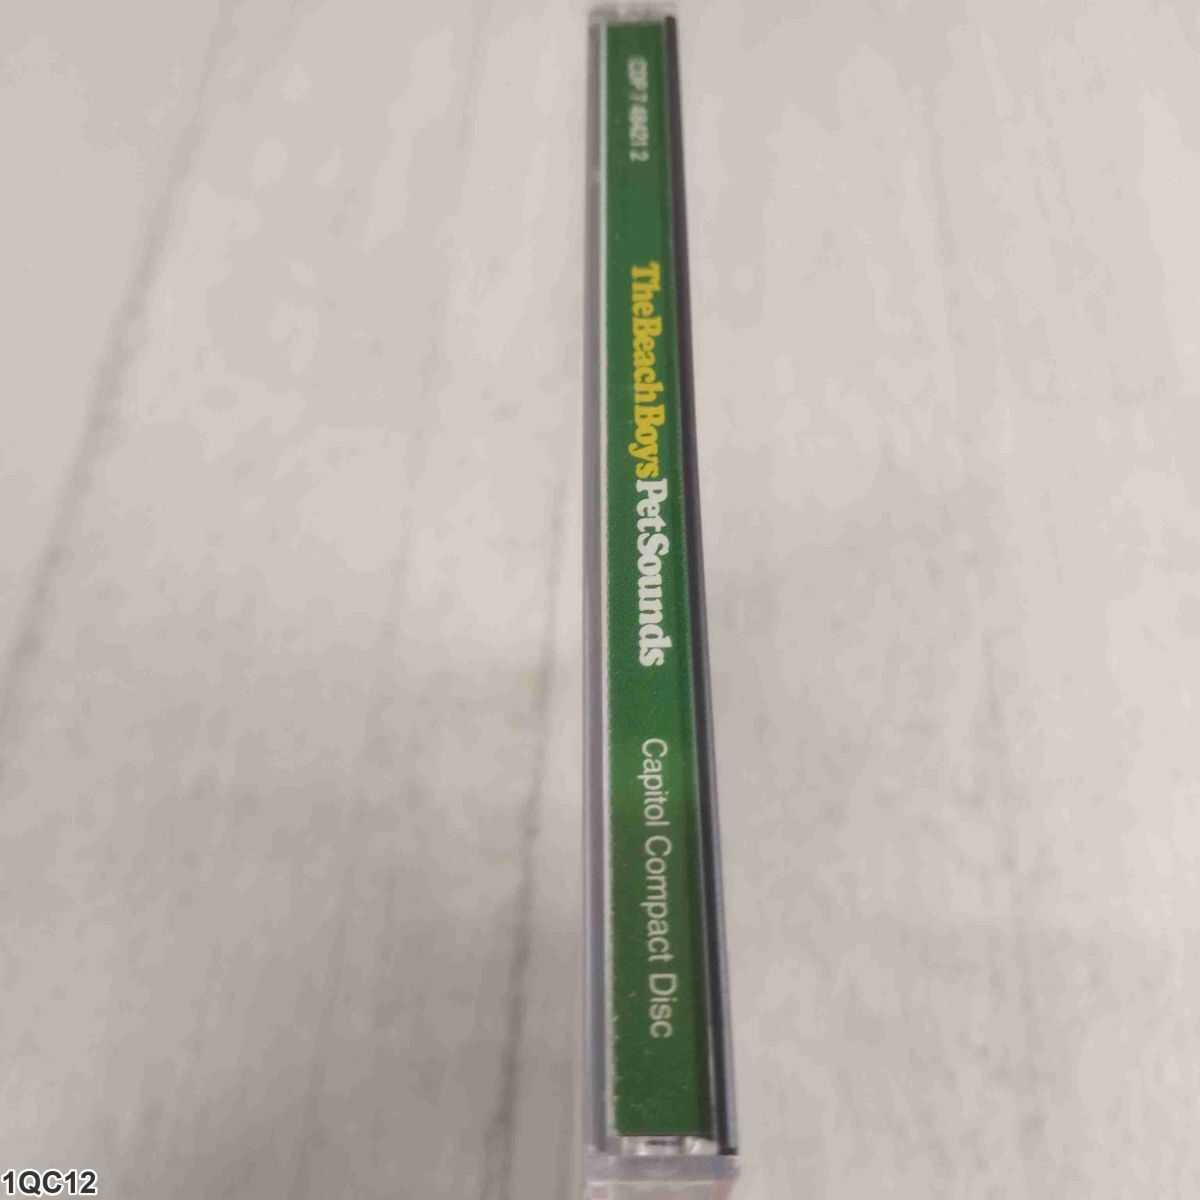 CDP 7 48421 2
The Beach Boys Pet Sounds
Capitol Compact Disc
1QC12